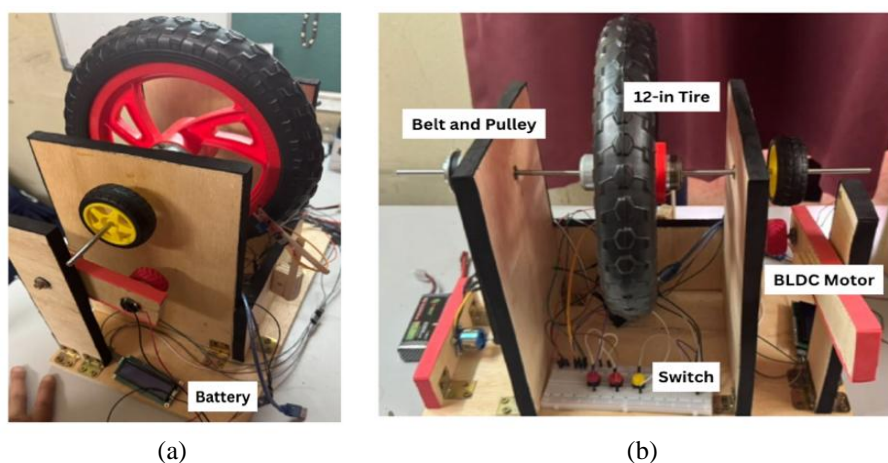 Battery
Belt and Pulley
12-in Tire
BLDC Motor
Switch
(a)
(b)